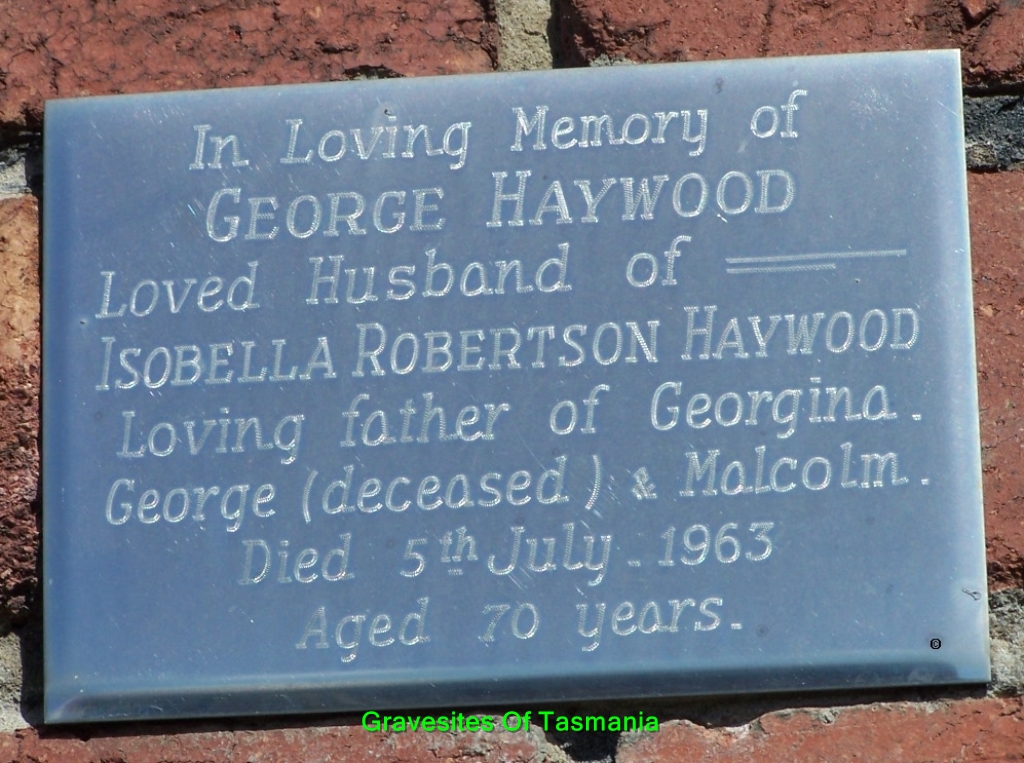 In Loving Memory of
GEORGE HAYWOOD
Loved Husband of
ISOBELLA ROBERTSON HAYWOOD
Loving father of Georgina.
George (deceased) & Malcolm.
Died 5th July - 1963
Aged 70 years.
©
Gravesites Of Tasmania